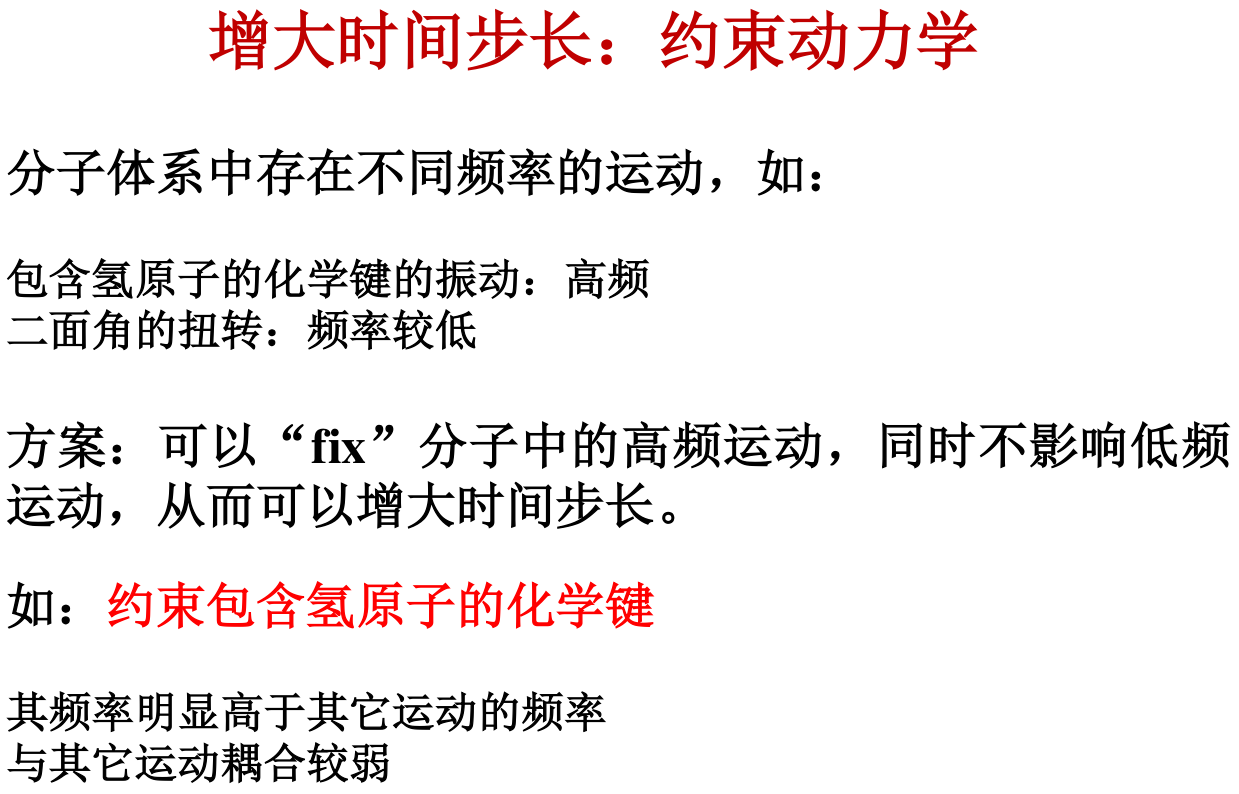 增大时间步长：约束动力学
分子体系中存在不同频率的运动，如：
包含氢原子的化学键的振动：高频
二面角的扭转：频率较低
方案：可以“fix”分子中的高频运动，同时不影响低频
运动，从而可以增大时间步长。
如：约束包含氢原子的化学键
其频率明显高于其它运动的频率
与其它运动耦合较弱